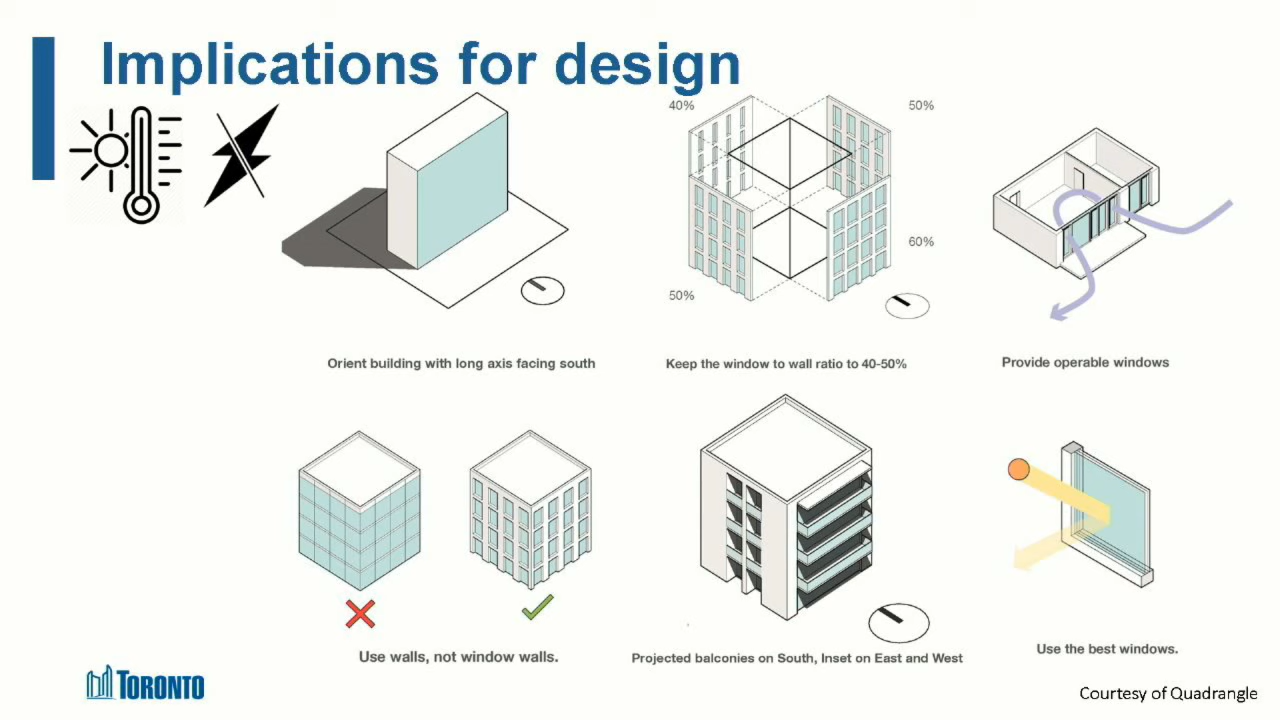 Implications for design
40%
50%
60%
50%
Orient building with long axis facing south
Keep the window to wall ratio to 40-50%
Provide operable windows
Use walls, not window walls.
Projected balconies on South, Inset on East and West
Use the best windows.
TORONTO
Courtesy of Quadrangle